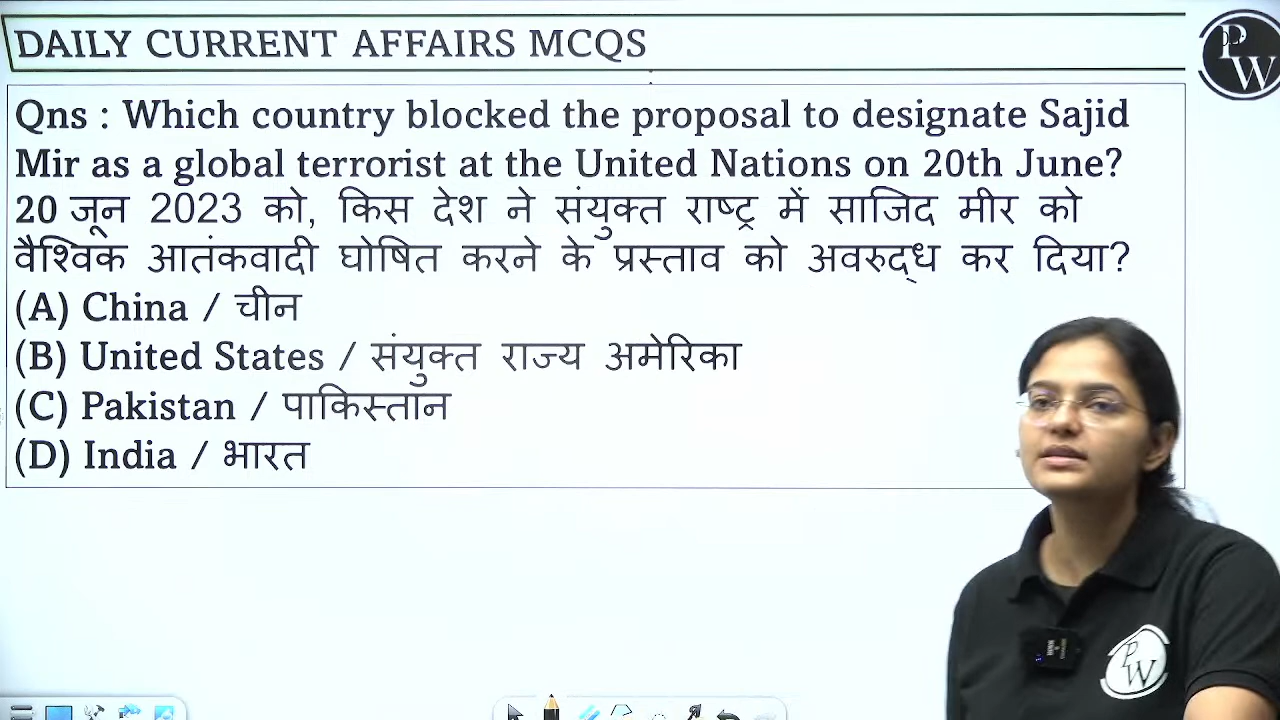 DAILY CURRENT AFFAIRS MCQS
PW
Qns : Which country blocked the proposal to designate Sajid
Mir as a global terrorist at the United Nations on 20th June?
20 जून 2023 को, किस देश ने संयुक्त राष्ट्र में साजिद मीर को
वैश्विक आतंकवादी घोषित करने के प्रस्ताव को अवरुद्ध कर दिया?
(A) China / चीन
(B) United States / संयुक्त राज्य अमेरिका
(C) Pakistan / पाकिस्तान
(D) India / भारत
PW